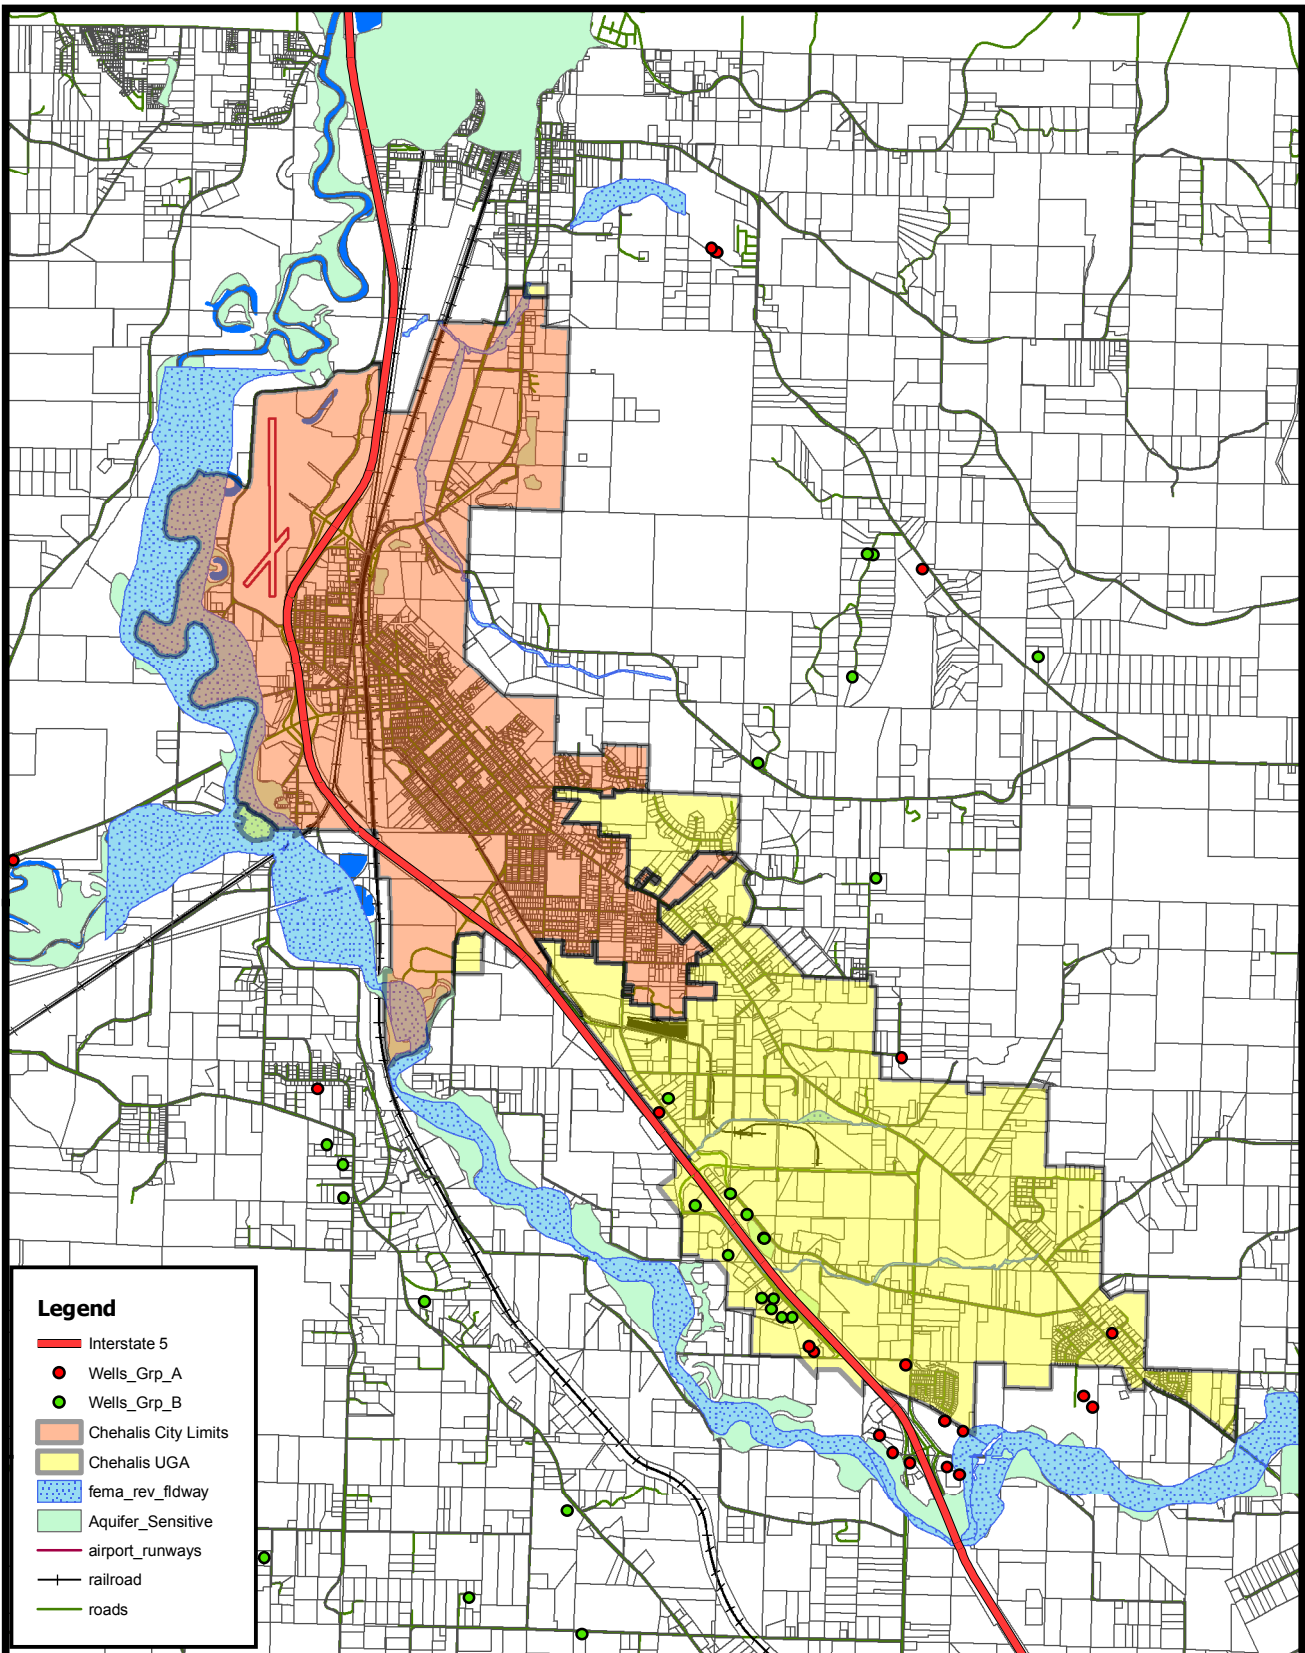 Legend
Interstate 5
Wells_Grp_A
Wells_Grp_B
Chehalis City Limits
Chehalis UGA
fema_rev_fldway
Aquifer_Sensitive
airport_runways
railroad
roads